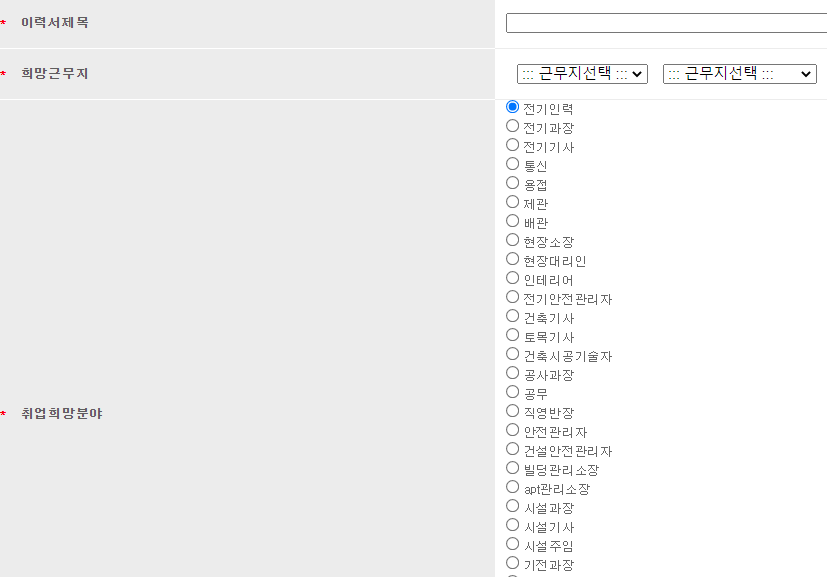 * 이력서제목
* 희망근무지
::: 근무지선택 ::: ::: 근무지선택 :::
* 취업희망분야
전기인력
전기과장
전기기사
통신
용접
제관
배관
현장소장
현장대리인
인테리어
전기안전관리자
건축기사
토목기사
건축시공기술자
공사과장
공무
직영반장
안전관리자
건설안전관리자
빌딩관리소장
apt관리소장
시설과장
시설기사
시설주임
기전과장